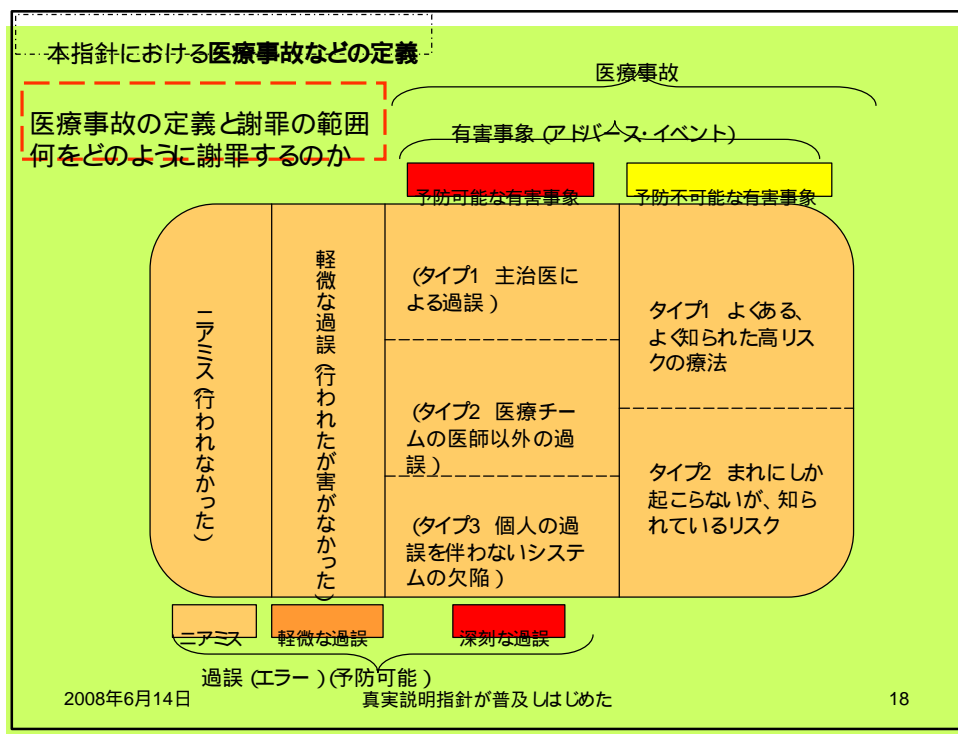 本指針における医療事故などの定義
医療事故の定義と謝罪の範囲
何をどのように謝罪するのか
医療事故
有害事象(アドバース・イベント)
予防可能な有害事象
予防不可能な有害事象
ニアミス(行われなかった)
軽微な過誤(行われたが害がなかった)
(タイプ1 主治医に
よる過誤)
(タイプ2 医療チー
ムの医師以外の過
誤)
(タイプ3 個人の過
誤を伴わないシステ
ムの欠陥)
タイプ1 よくある、
よく知られた高リス
クの療法
タイプ2 まれにしか
起こらないが、知ら
れているリスク
ニアミス
軽微な過誤
深刻な過誤
過誤(エラー)(予防可能)
2008年6月14日
真実説明指針が普及しはじめた
18